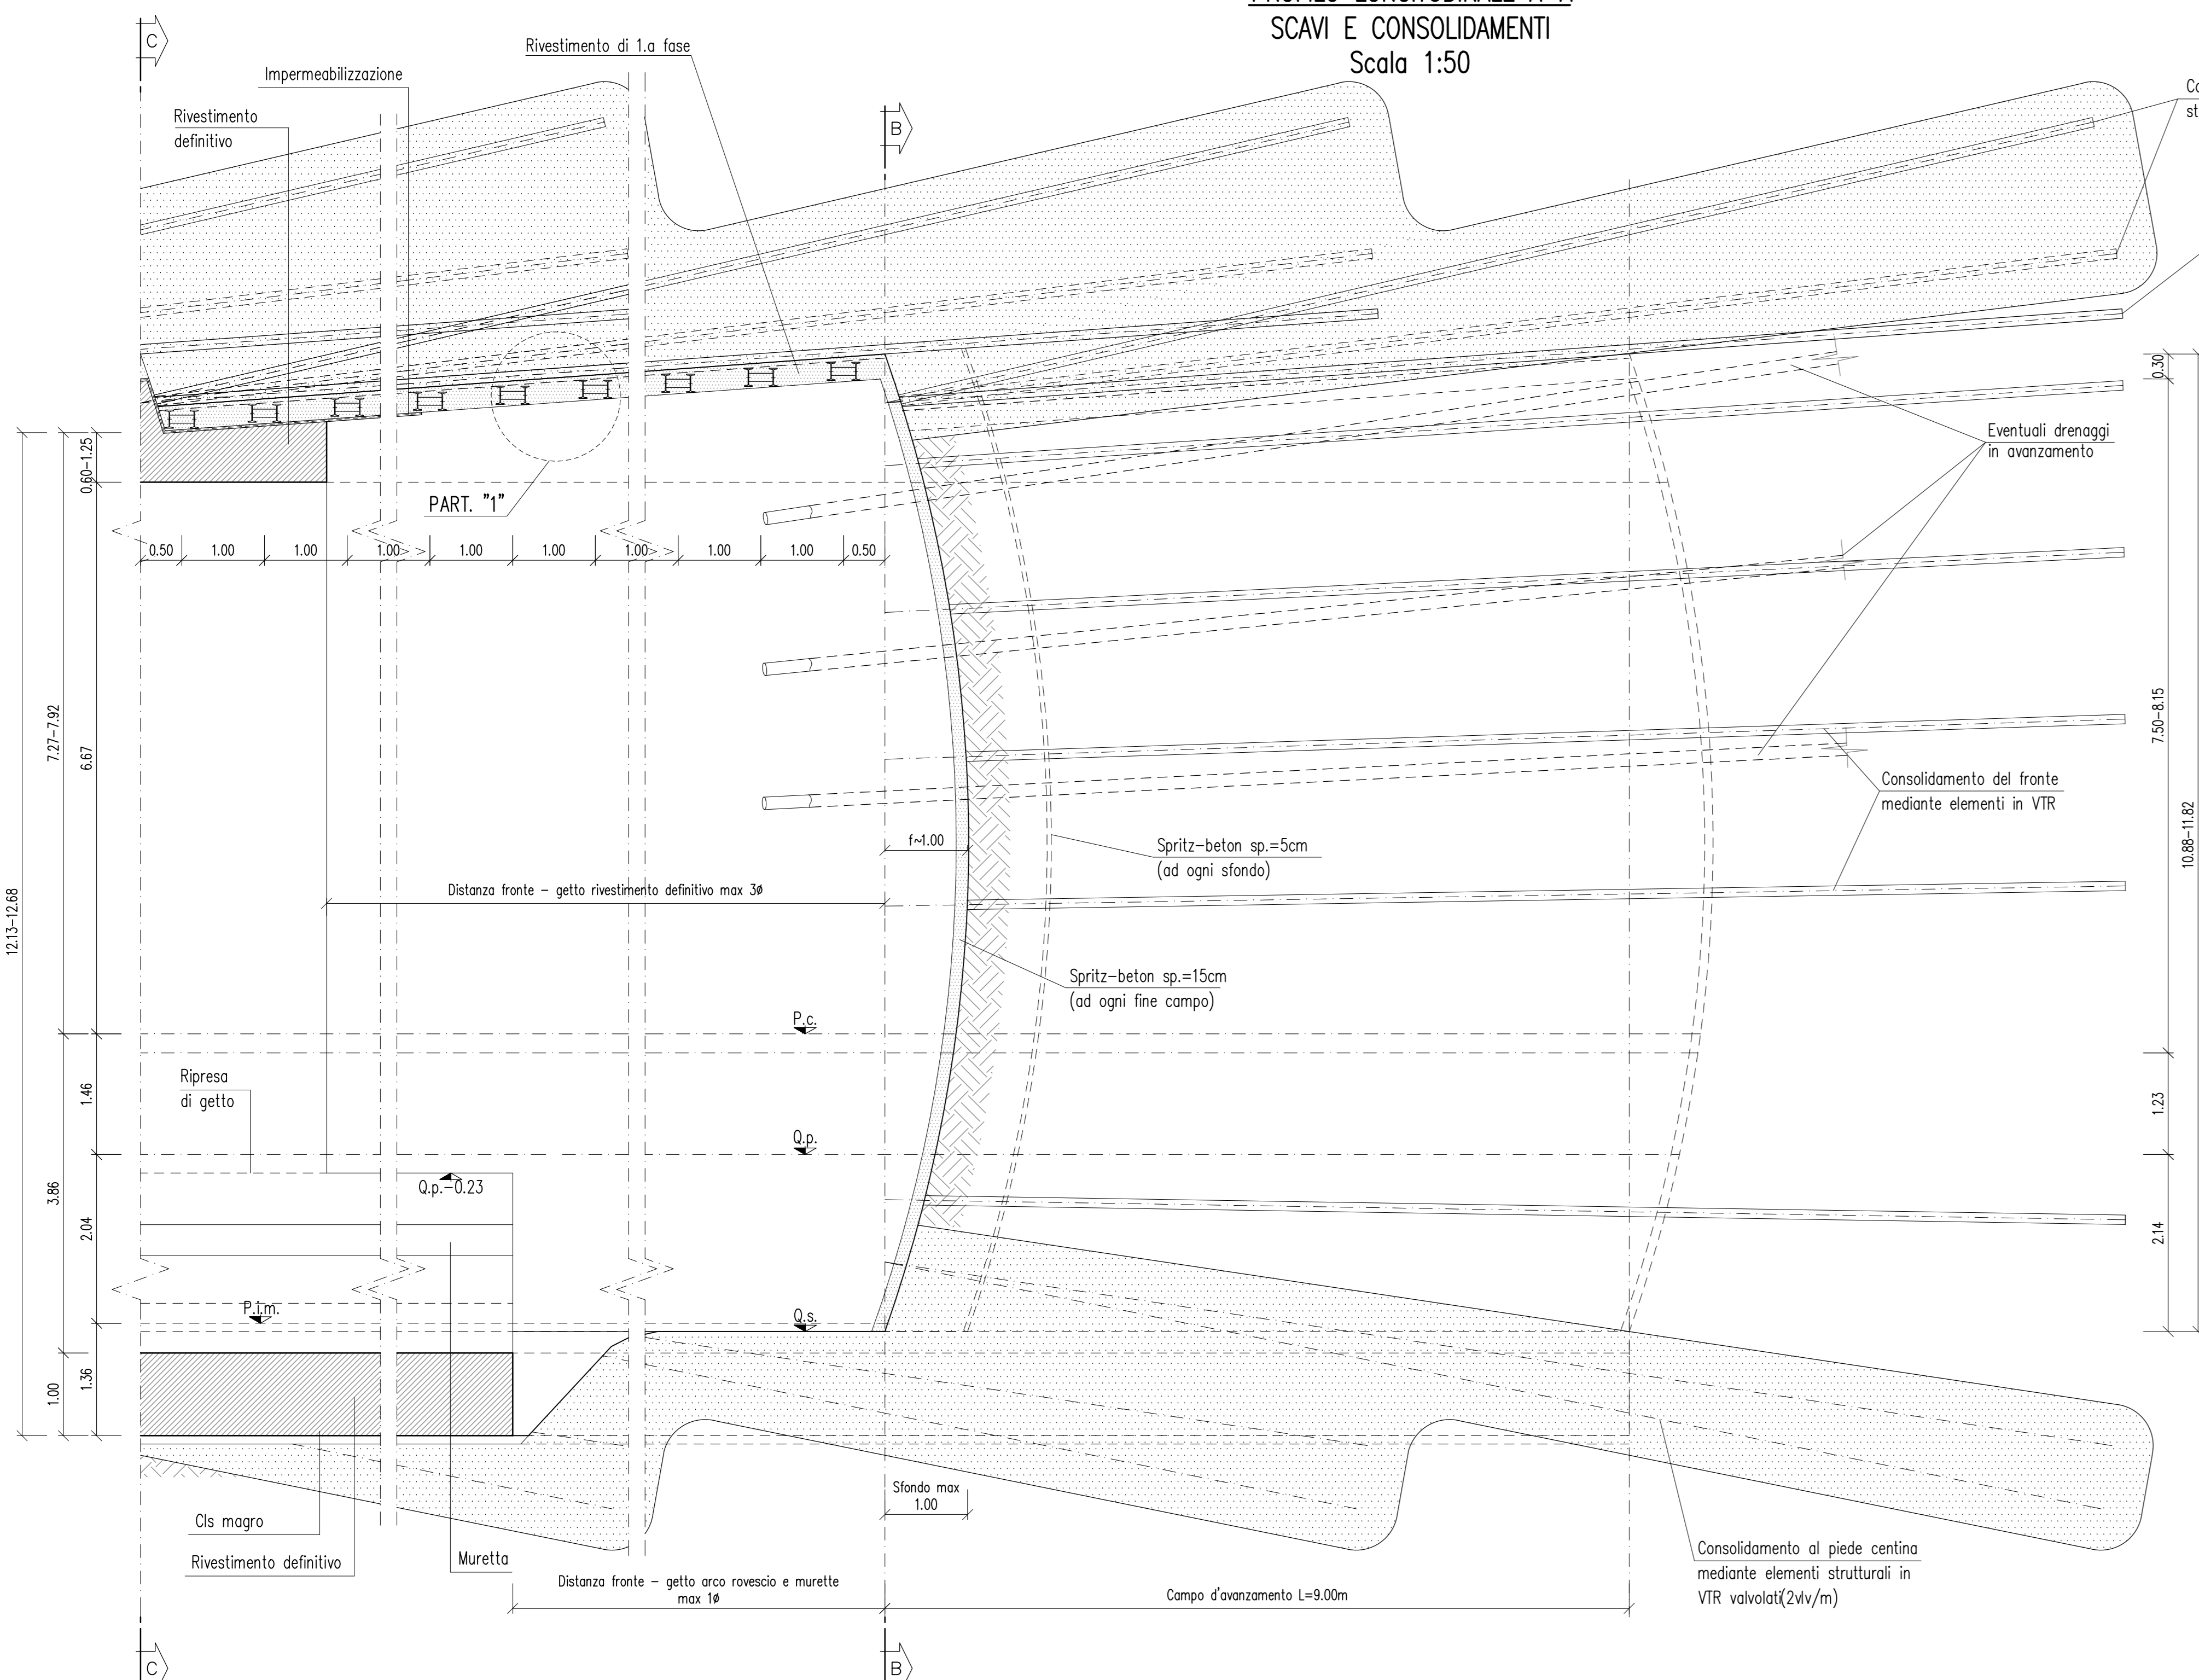 SCAVI E CONSOLIDAMENTI
Scala 1:50
C
Rivestimento di 1.a fase
Impermeabilizzazione
Rivestimento
definitivo
B
PART. "1"
0.50 1.00 1.00 1.00 1.00 1.00 1.00 1.00 1.00 0.50
0.60-1.25
7.27-7.92
6.67
12.13-12.68
1.46
3.86
2.04
1.00
1.36
0.30
7.50-8.15
10.88-11.82
1.23
2.14
Eventuali drenaggi
in avanzamento
Consolidamento del fronte
mediante elementi in VTR
f~1.00
Spritz-beton sp.=5cm
(ad ogni sfondo)
Distanza fronte - getto rivestimento definitivo max 3ø
Spritz-beton sp.=15cm
(ad ogni fine campo)
P.c.
Ripresa
di getto
Q.p.
Q.p.-0.23
P.i.m.
Q.s.
Sfondo max
1.00
Cls magro
Rivestimento definitivo
Muretta
Distanza fronte - getto arco rovescio e murette
max 1ø
Campo d'avanzamento L=9.00m
Consolidamento al piede centina
mediante elementi strutturali in
VTR valvolati(2vlv/m)
C
B